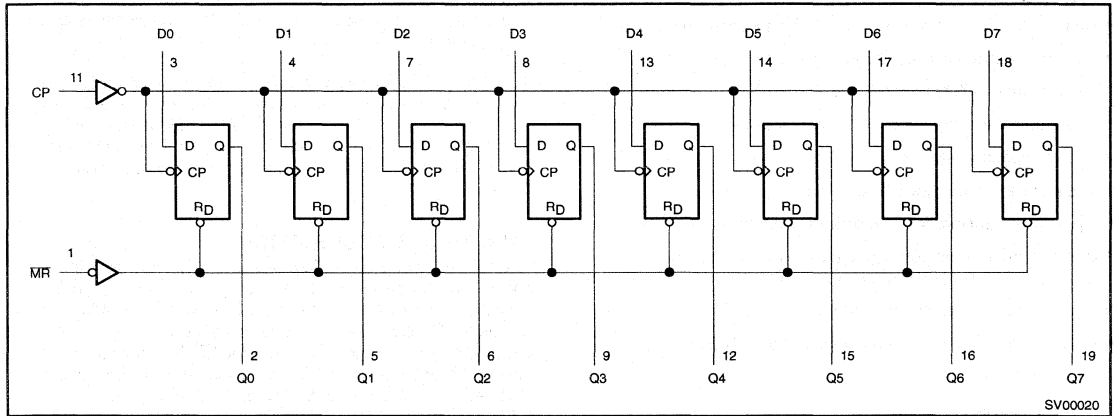 D0 D1 D2 D3 D4 D5 D6 D7
3 4 7 8 13 14 17 18
11
CP
D Q D Q D Q D Q D Q D Q D Q D Q
CP CP CP CP CP CP CP CP
RD RD RD RD RD RD RD RD
1
M̅R̅
2 5 6 9 12 15 16 19
Q0 Q1 Q2 Q3 Q4 Q5 Q6 Q7
SV00020